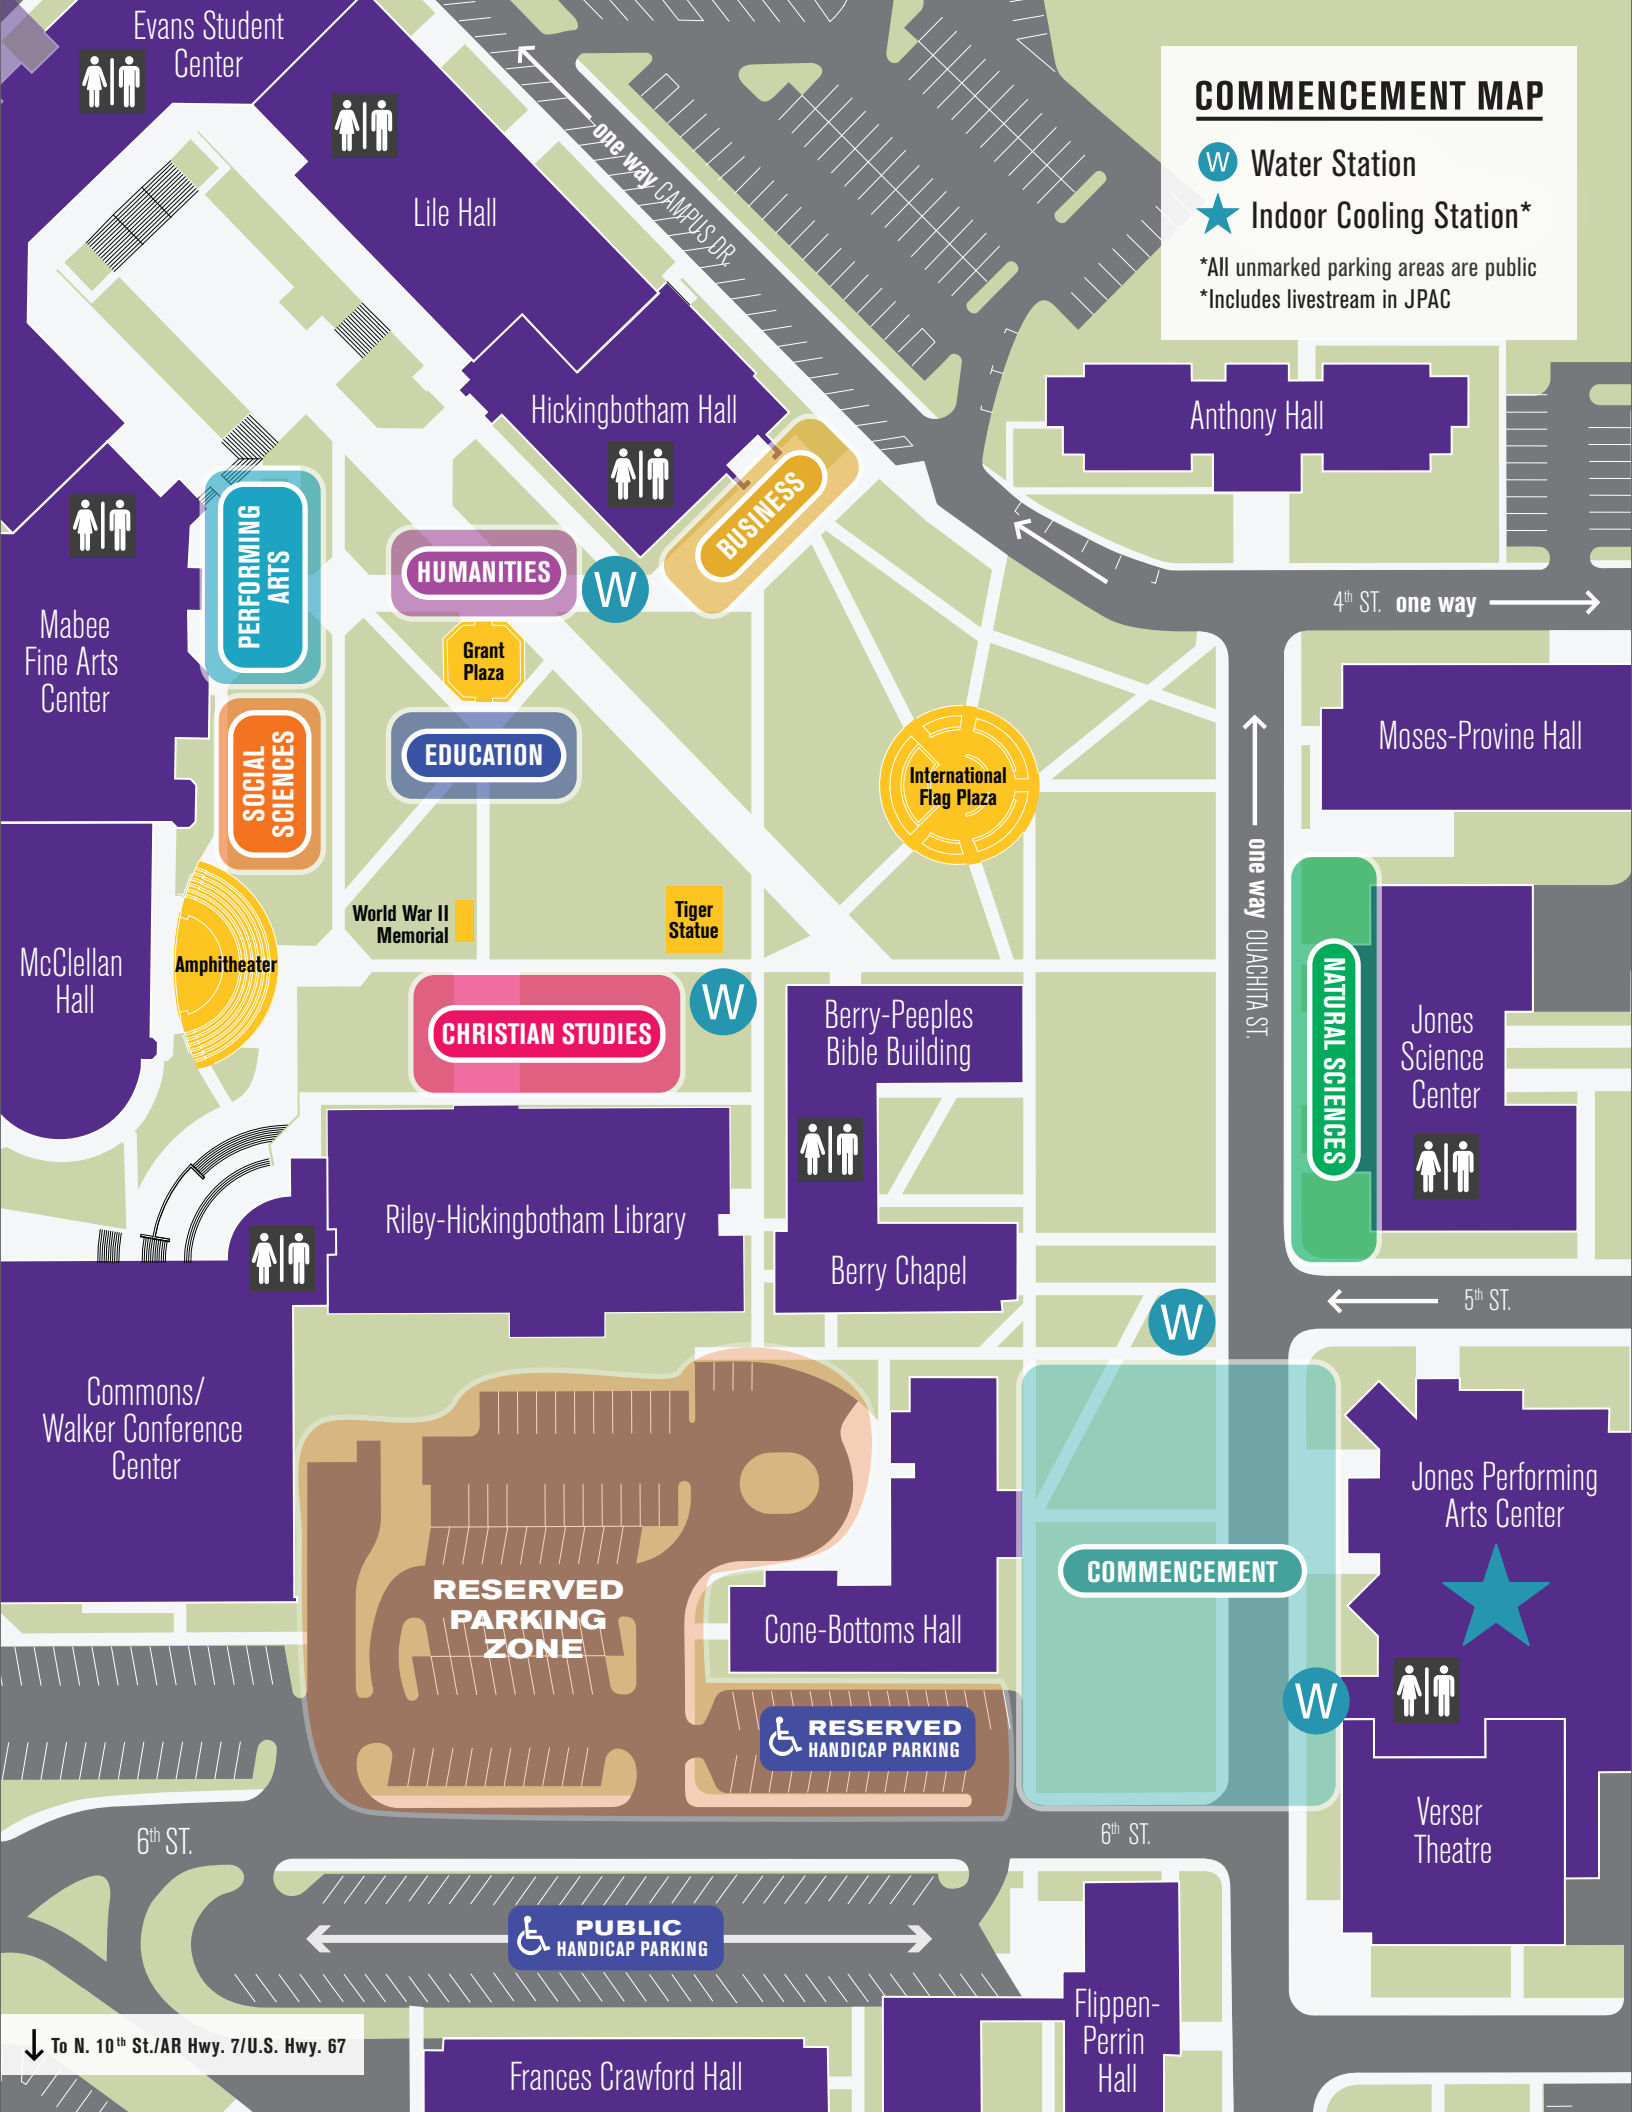 Evans Student
Center
COMMENCEMENT MAP
W Water Station
Indoor Cooling Station*
*All unmarked parking areas are public
*Includes livestream in JPAC
one way CAMPUS DR.
Lile Hall
Hickingbotham Hall
Anthony Hall
BUSINESS
PERFORMING
ARTS
HUMANITIES
W
4th ST. one way
Mabee
Fine Arts
Center
Grant
Plaza
Moses-Provine Hall
SOCIAL
SCIENCES
EDUCATION
International
Flag Plaza
one way OUACHITA ST.
World War II
Memorial
Tiger
Statue
McClellan
Hall
Amphitheater
W
CHRISTIAN STUDIES
Berry-Peeples
Bible Building
NATURAL SCIENCES
Jones
Science
Center
Riley-Hickingbotham Library
Berry Chapel
5th ST.
W
Commons/
Walker Conference
Center
Jones Performing
Arts Center
COMMENCEMENT
RESERVED
PARKING
ZONE
Cone-Bottoms Hall
W
RESERVED
HANDICAP PARKING
Verser
Theatre
6th ST.
6th ST.
PUBLIC
HANDICAP PARKING
Flippen-
Perrin
Hall
To N. 10th St./AR Hwy. 7/U.S. Hwy. 67
Frances Crawford Hall